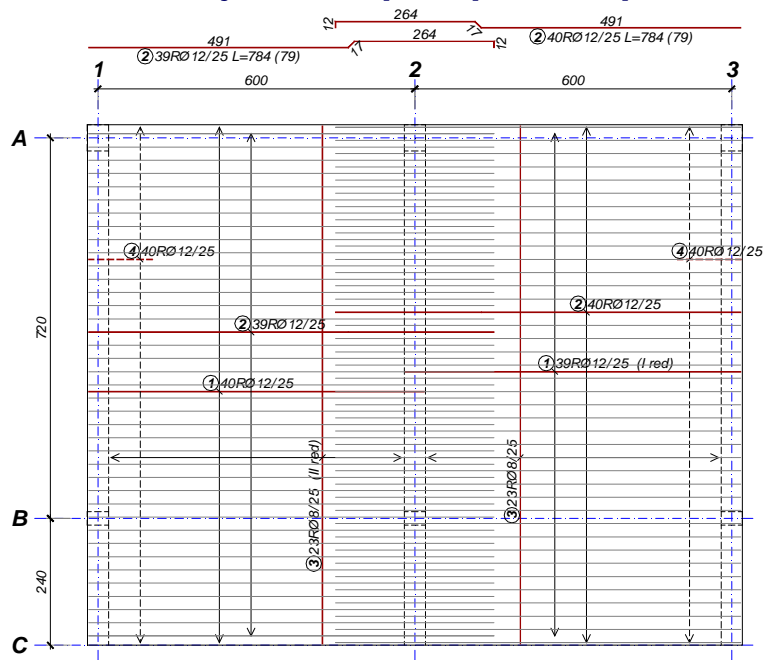 12
264
17
491
②40RØ12/25 L=784 (79)
491
②39RØ12/25 L=784 (79)
17
264
12
1
2
3
600
600
A
④40RØ12/25
④40RØ12/25
②40RØ12/25
②39RØ12/25
720
①39RØ12/25 (I red)
①40RØ12/25
③23RØ8/25 (II red)
③23RØ8/25
B
240
C